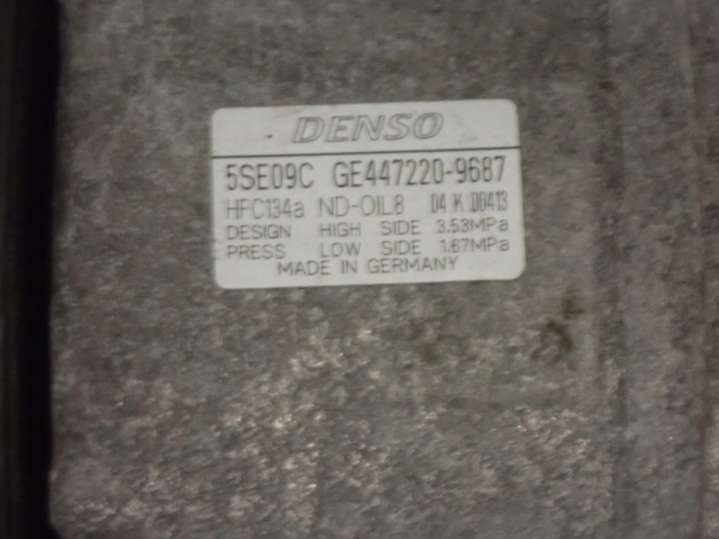 DENSO
5SE09C GE447220-9687
HFC134a ND-OIL8 04 K 00413
DESIGN HIGH SIDE 3.53MPa
PRESS LOW SIDE 1.67MPa
MADE IN GERMANY